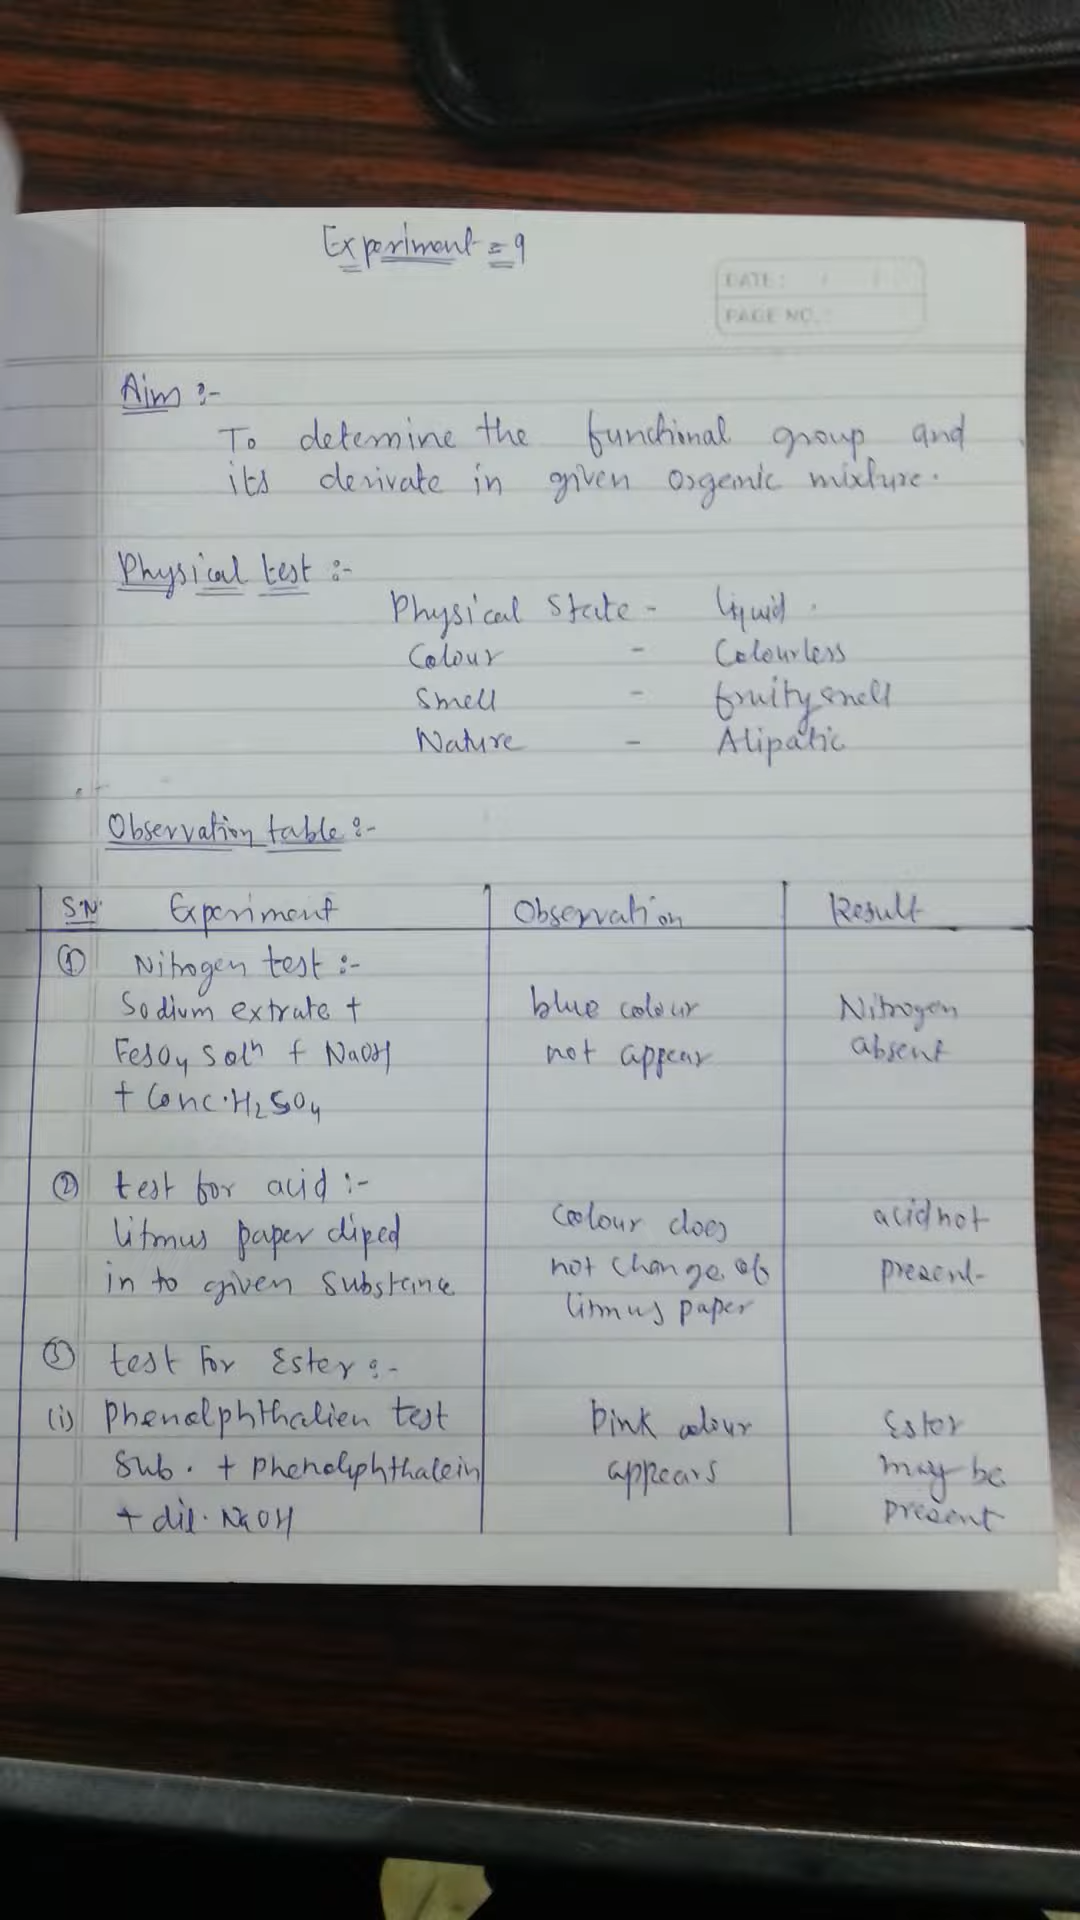 Experiment = 9
DATE :
PAGE NO. :
Aim :-
To detemine the functional group and
its derivate in given orgenic mixture.
Physical test :-
Physical State - liquid.
Colour - Colourless
Smell - fruity smell
Nature - Alipatic
Observation table :-
S.N. Experiment Observation Result
① Nitrogen test :-
Sodium extrate + blue colour Nitrogen
FeSO4 Solh + NaOH not appear absent
+ Conc. H2SO4
② test for acid :-
litmus paper diped colour does acid not
in to given substance not change of present
litmus paper
③ test for Ester :-
(i) Phenolphthalien test Pink colour Ester
Sub. + Phenolphthalein appears may be
+ dil. NaOH present